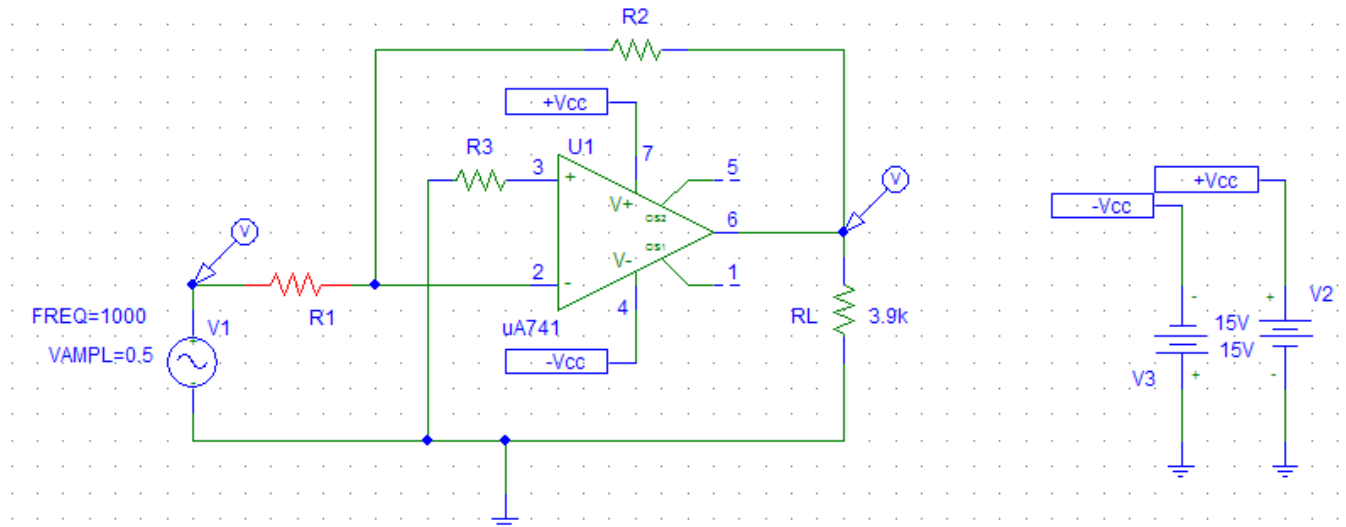 R2
+Vcc
R3
U1
3
7
5
+
V+
OS2
6
V
+Vcc
-Vcc
V
OS1
V-
2
-
1
4
FREQ=1000
V1
R1
uA741
RL
3.9k
-
+
V2
VAMPL=0.5
+
-
-Vcc
15V
15V
V3
+
-